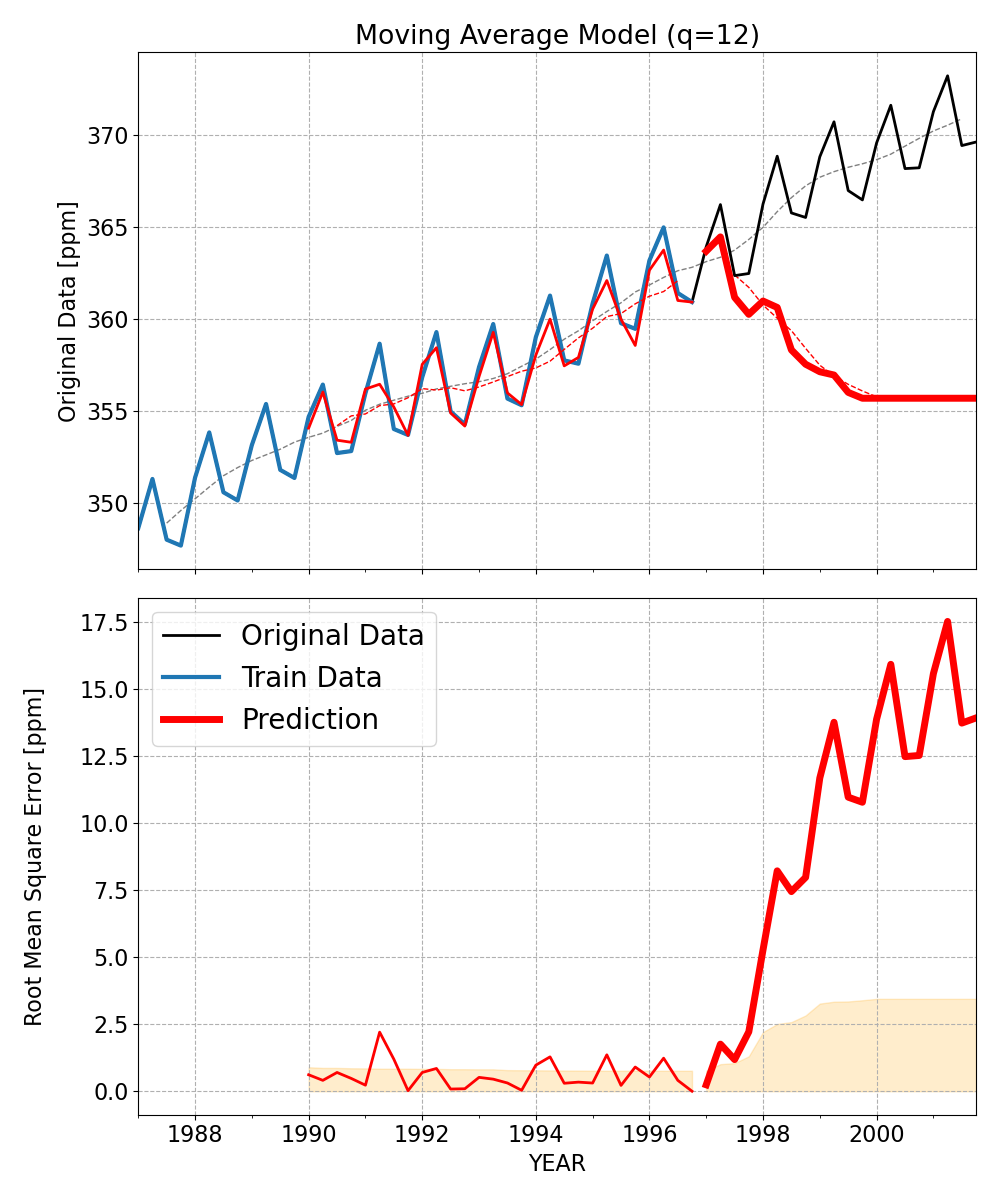 Moving Average Model (q=12)
Original Data [ppm]
370
365
360
355
350
Root Mean Square Error [ppm]
17.5
15.0
12.5
10.0
7.5
5.0
2.5
0.0
Original Data
Train Data
Prediction
1988 1990 1992 1994 1996 1998 2000
YEAR